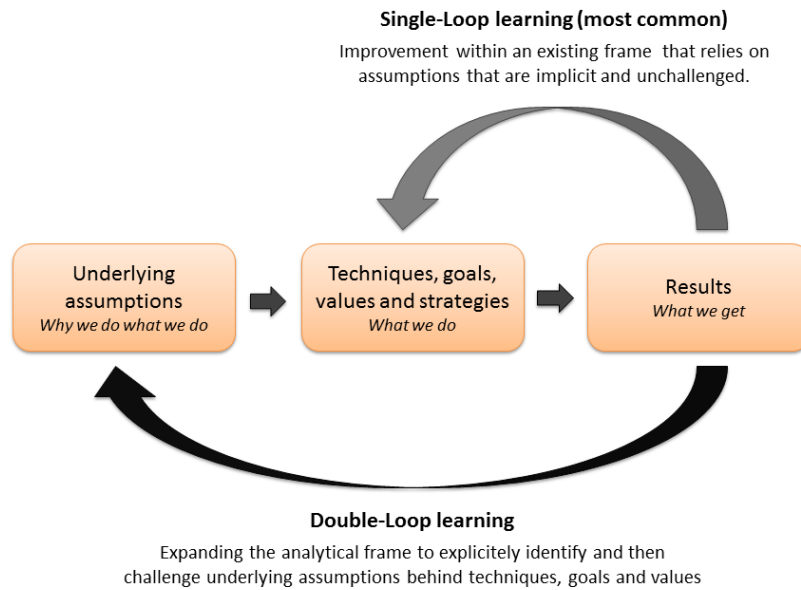 Single-Loop learning (most common)
Improvement within an existing frame that relies on
assumptions that are implicit and unchallenged.
Underlying
assumptions
Why we do what we do
Techniques, goals,
values and strategies
What we do
Results
What we get
Double-Loop learning
Expanding the analytical frame to explicitely identify and then
challenge underlying assumptions behind techniques, goals and values